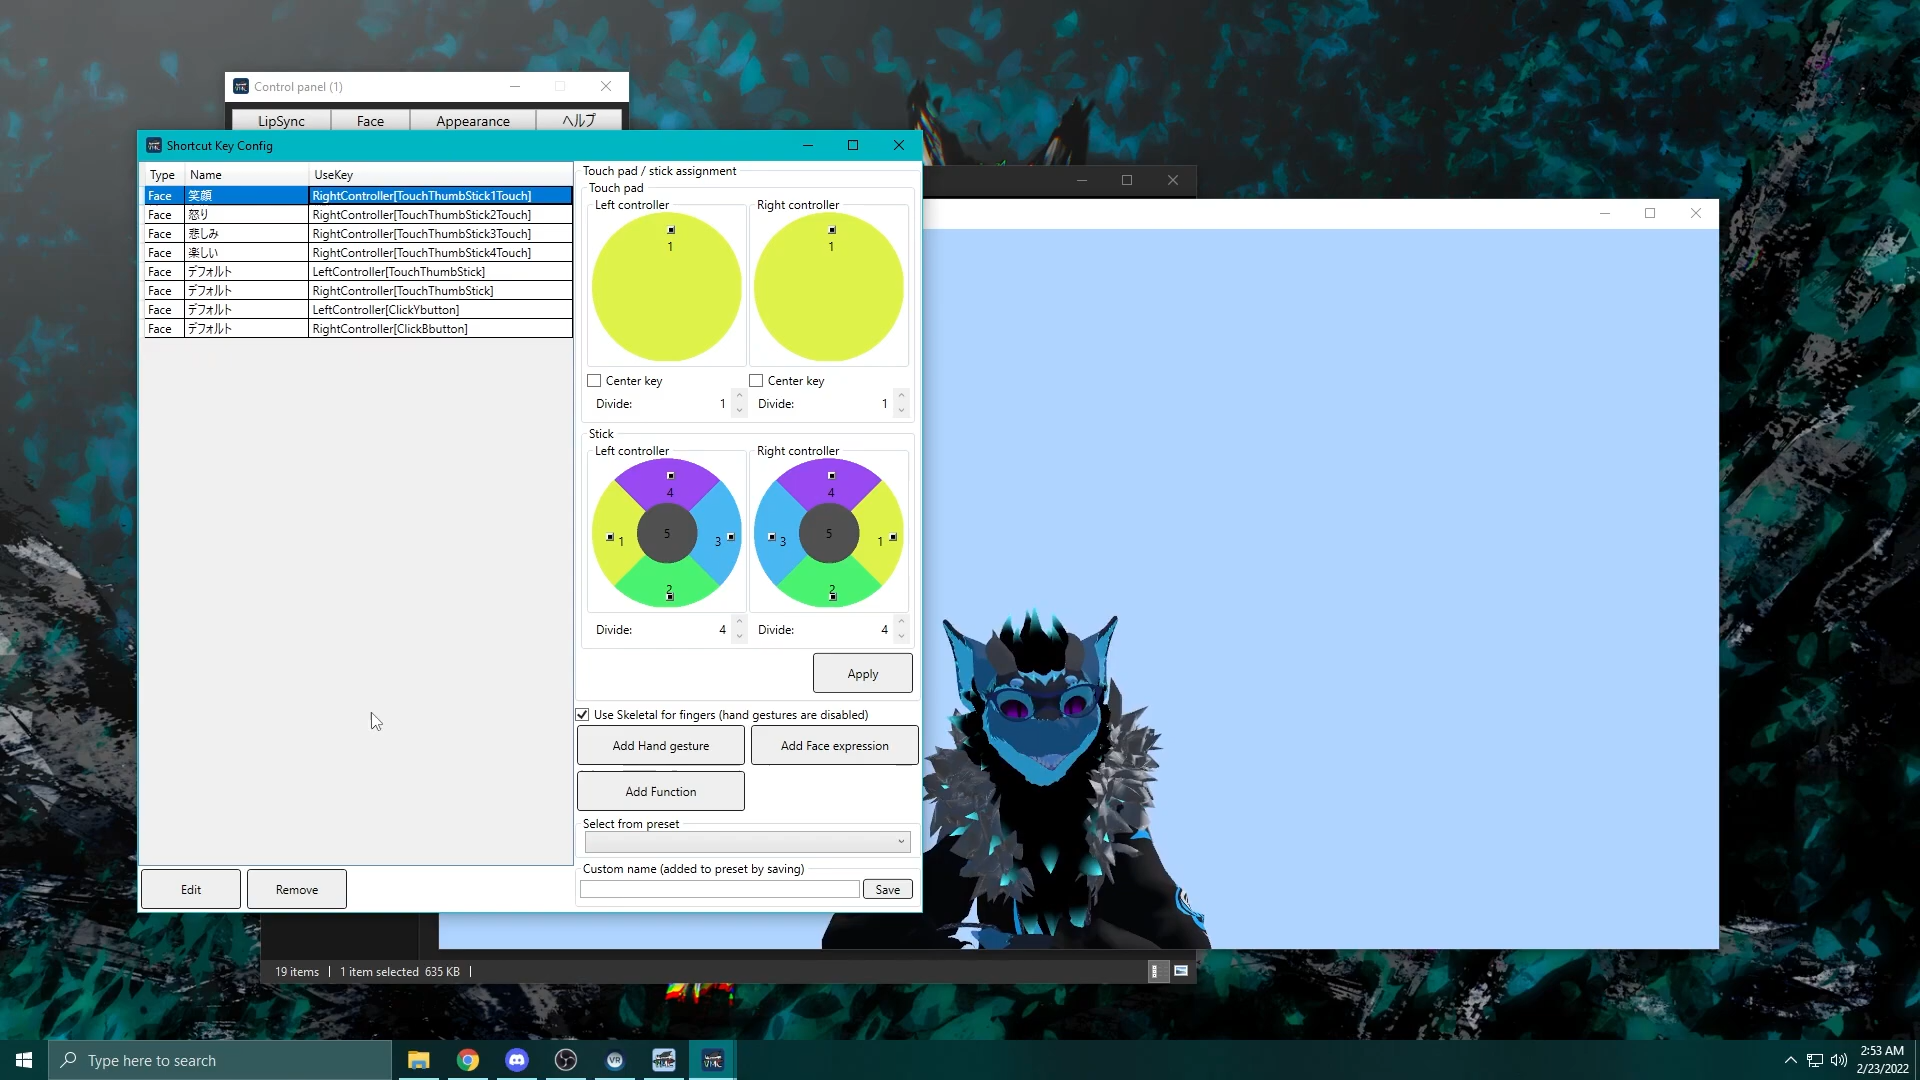 Control panel (1)
LipSync Face Appearance ヘルプ
Shortcut Key Config
Type Name UseKey
Face 笑顔 RightController[TouchThumbStick1Touch]
Face 怒り RightController[TouchThumbStick2Touch]
Face 悲しみ RightController[TouchThumbStick3Touch]
Face 楽しい RightController[TouchThumbStick4Touch]
Face デフォルト LeftController[TouchThumbStick]
Face デフォルト RightController[TouchThumbStick]
Face デフォルト LeftController[ClickYbutton]
Face デフォルト RightController[ClickBbutton]
Edit Remove
Touch pad / stick assignment
Touch pad
Left controller Right controller
1 1
Center key Center key
Divide: 1 Divide: 1
Stick
Left controller Right controller
4 4
5 5
1 3 3 1
2 2
Divide: 4 Divide: 4
Apply
Use Skeletal for fingers (hand gestures are disabled)
Add Hand gesture Add Face expression
Add Function
Select from preset
Custom name (added to preset by saving)
Save
19 items 1 item selected 635 KB
Type here to search
VR
VMC
2:53 AM
2/23/2022